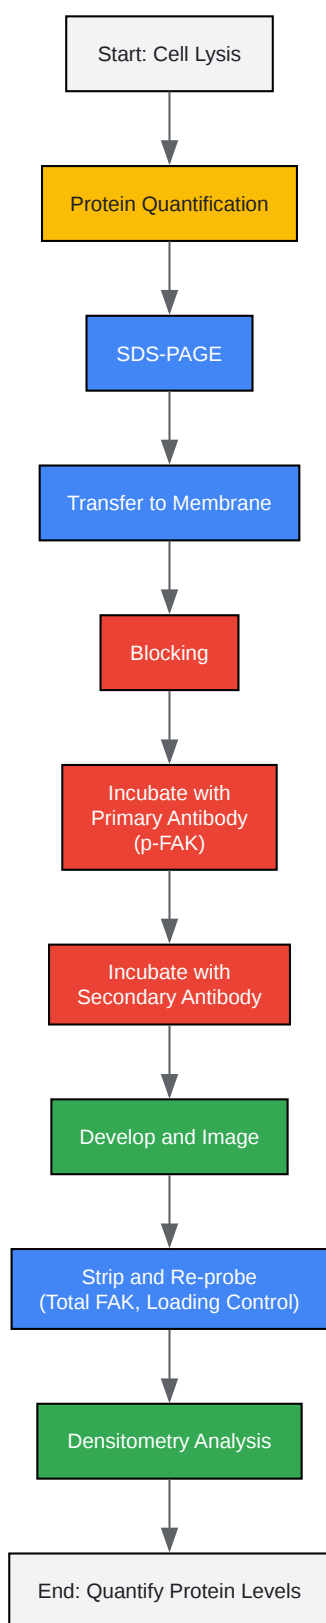 Start: Cell Lysis
Protein Quantification
SDS-PAGE
Transfer to Membrane
Blocking
Incubate with
Primary Antibody
(p-FAK)
Incubate with
Secondary Antibody
Develop and Image
Strip and Re-probe
(Total FAK, Loading Control)
Densitometry Analysis
End: Quantify Protein Levels